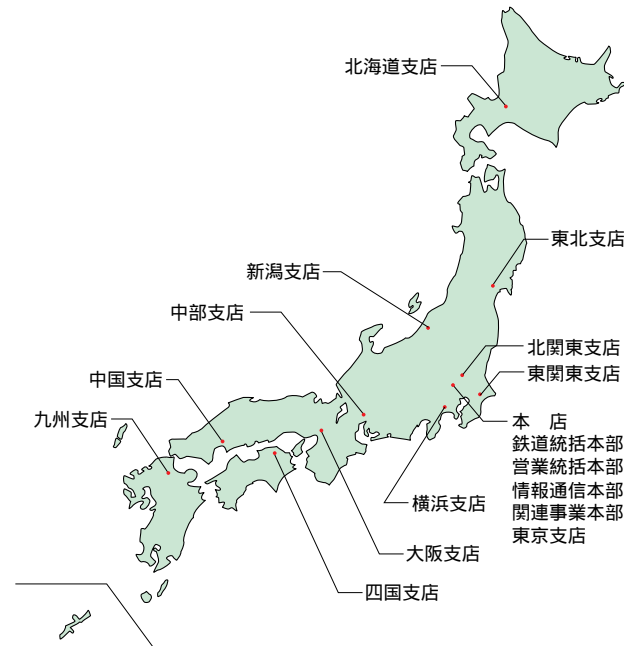 北海道支店
東北支店
新潟支店
中部支店
北関東支店
東関東支店
中国支店
九州支店
本　店
鉄道統括本部
営業統括本部
情報通信本部
関連事業本部
東京支店
横浜支店
大阪支店
四国支店